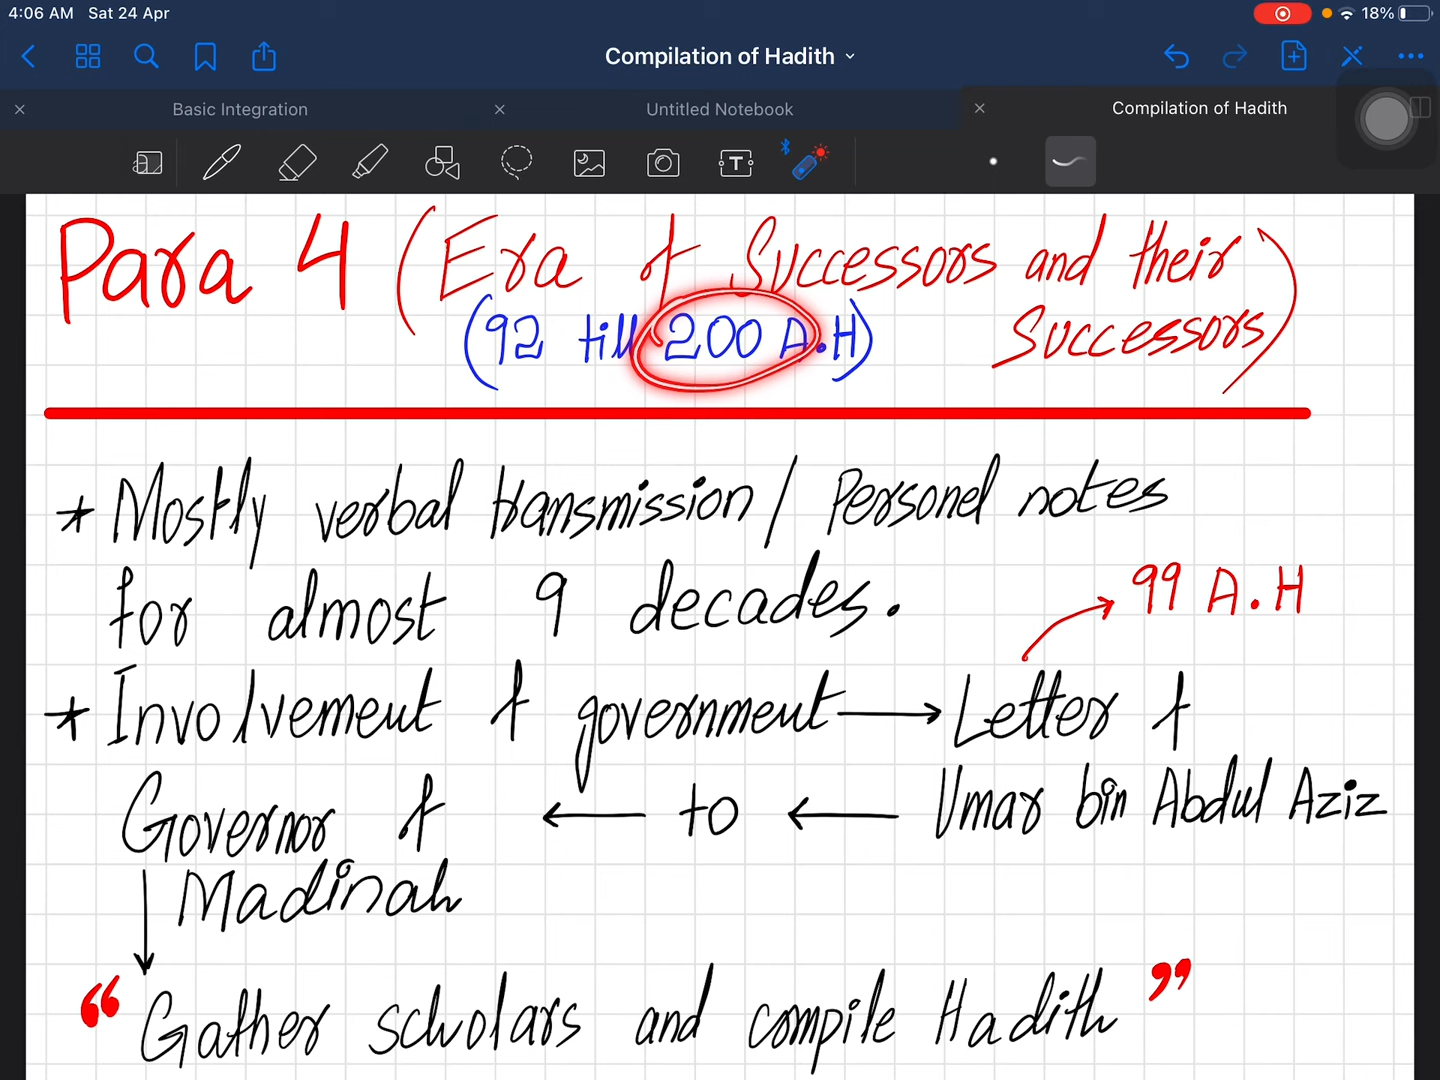 4:06 AM Sat 24 Apr 18%
Compilation of Hadith
Basic Integration Untitled Notebook Compilation of Hadith
T
Para 4 (Era of Successors and their
Successors)
(92 till 200 A.H)
* Mostly verbal transmission/ Personel notes
for almost 9 decades.
99 A.H
* Involvement of government → Letter of
Governor of ← to ← Umar bin Abdul Aziz
Madinah
“ Gather scholars and compile Hadith ”